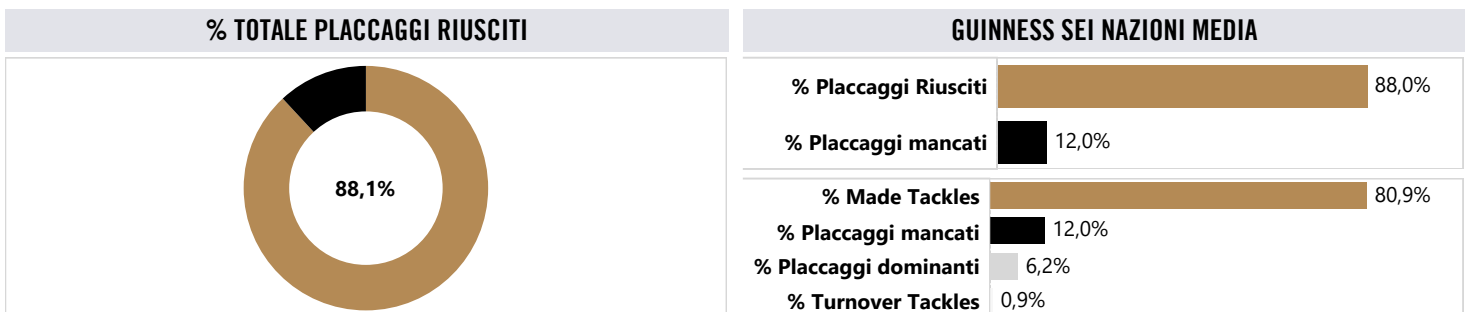 % TOTALE PLACCAGGI RIUSCITI
88,1%
GUINNESS SEI NAZIONI MEDIA
% Placcaggi Riusciti 88,0%
% Placcaggi mancati 12,0%
% Made Tackles 80,9%
% Placcaggi mancati 12,0%
% Placcaggi dominanti 6,2%
% Turnover Tackles 0,9%